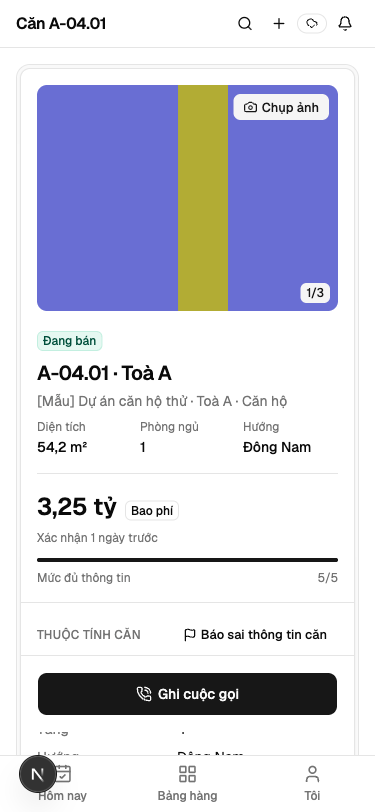 Căn A-04.01
Chụp ảnh
1/3
Đang bán
A-04.01 · Toà A
[Mẫu] Dự án căn hộ thử · Toà A · Căn hộ
Diện tích Phòng ngủ Hướng
54,2 m² 1 Đông Nam
3,25 tỷ Bao phí
Xác nhận 1 ngày trước
Mức đủ thông tin 5/5
THUỘC TÍNH CĂN Báo sai thông tin căn
Ghi cuộc gọi
N
Hôm nay Bảng hàng Tôi